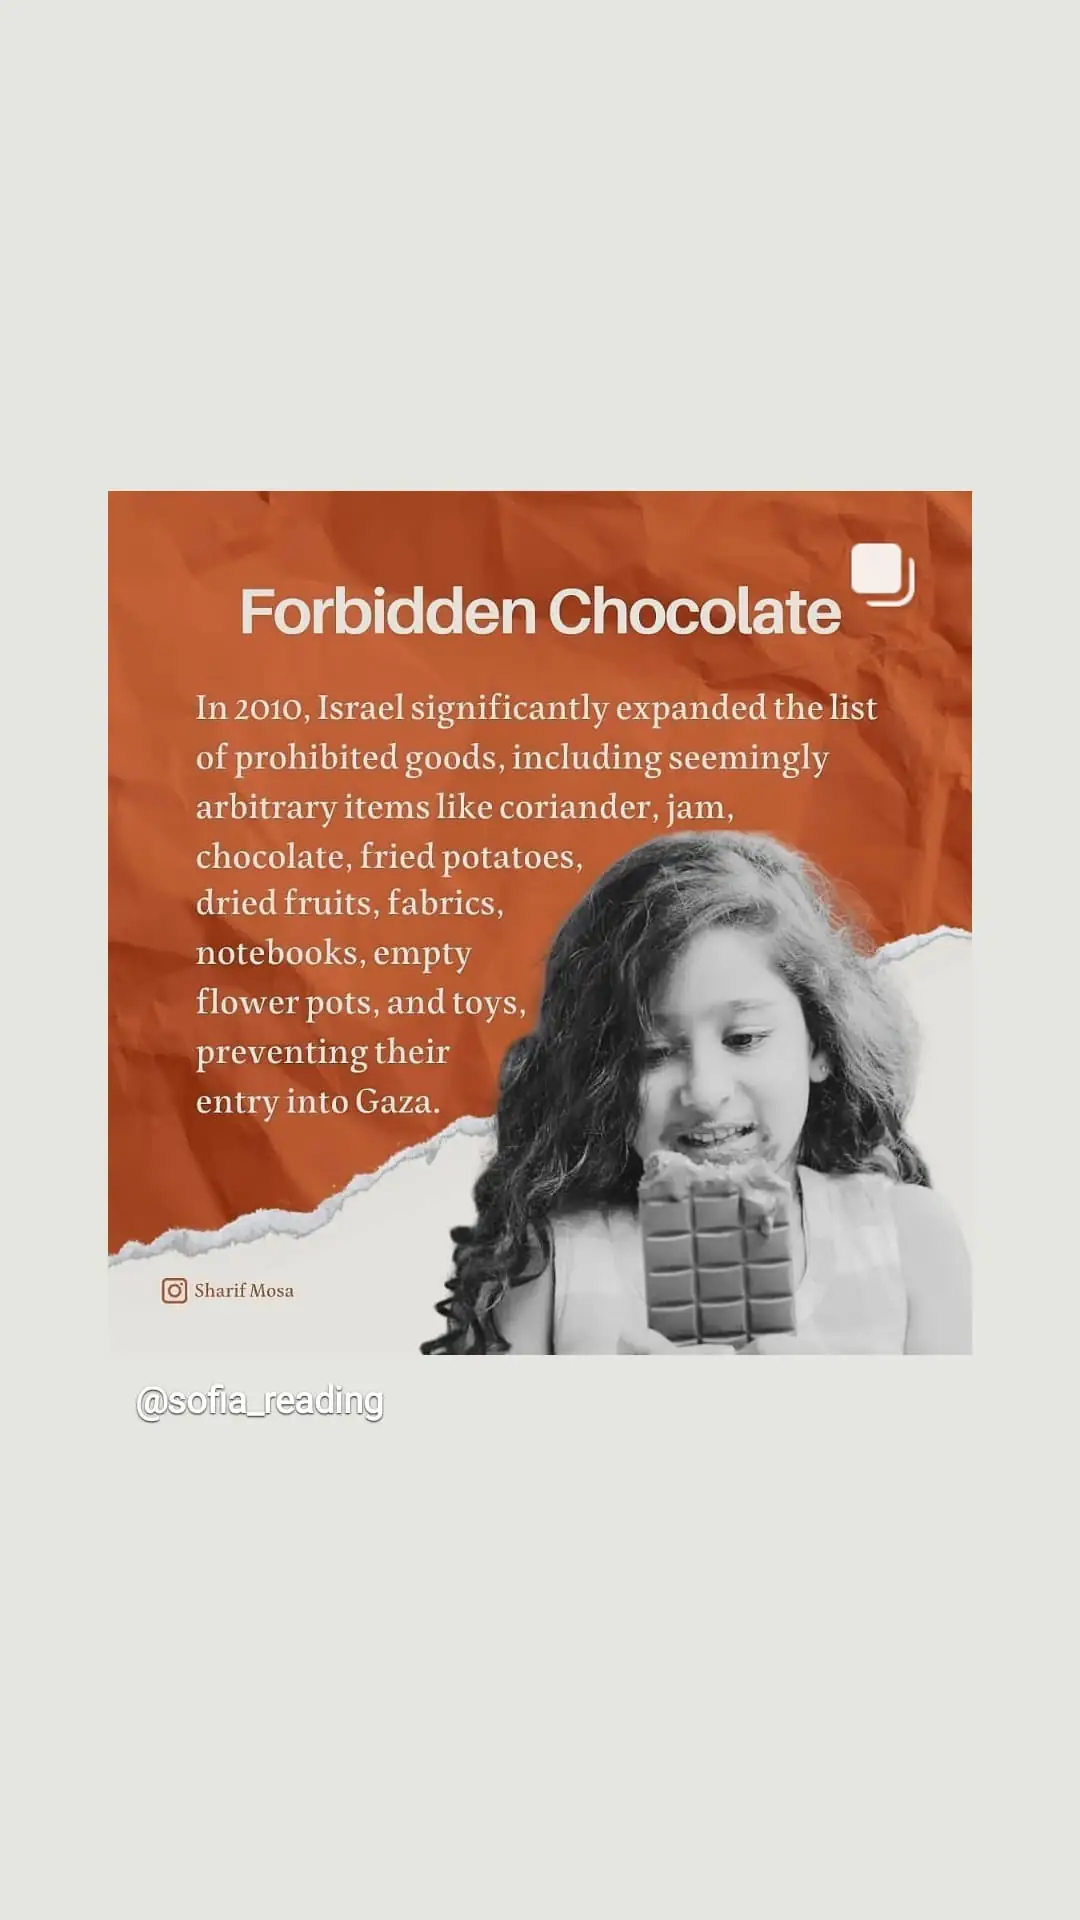 Forbidden Chocolate
In 2010, Israel significantly expanded the list
of prohibited goods, including seemingly
arbitrary items like coriander, jam,
chocolate, fried potatoes,
dried fruits, fabrics,
notebooks, empty
flower pots, and toys,
preventing their
entry into Gaza.
Sharif Mosa
@sofia_reading